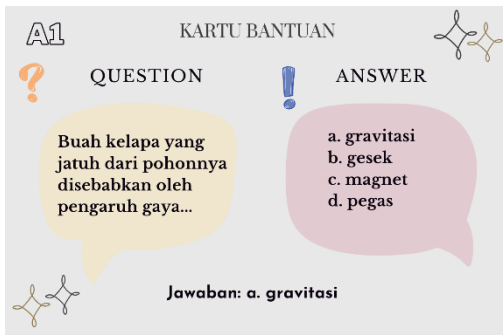 A1
KARTU BANTUAN
QUESTION
Buah kelapa yang
jatuh dari pohonnya
disebabkan oleh
pengaruh gaya...
ANSWER
a. gravitasi
b. gesek
c. magnet
d. pegas
Jawaban: a. gravitasi